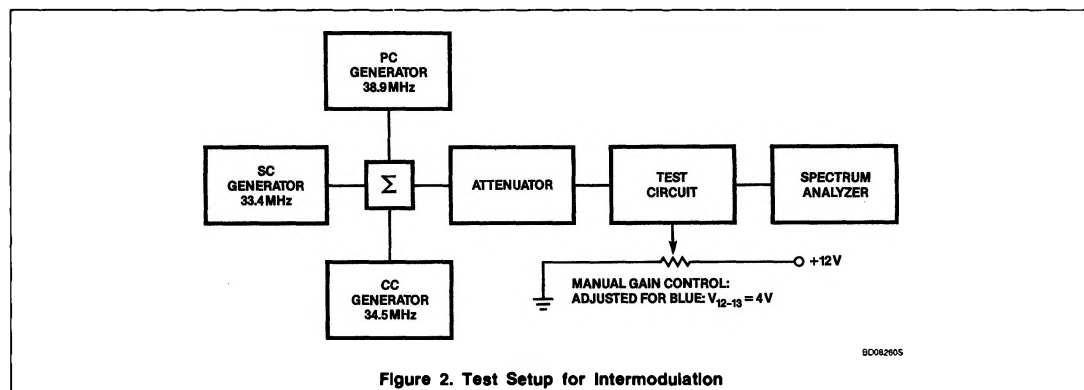 PC
GENERATOR
38.9MHz
SC
GENERATOR
33.4MHz
Σ
ATTENUATOR
TEST
CIRCUIT
SPECTRUM
ANALYZER
CC
GENERATOR
34.5MHz
+12V
MANUAL GAIN CONTROL:
ADJUSTED FOR BLUE: V12–13 = 4V
BD08260S
Figure 2. Test Setup for Intermodulation